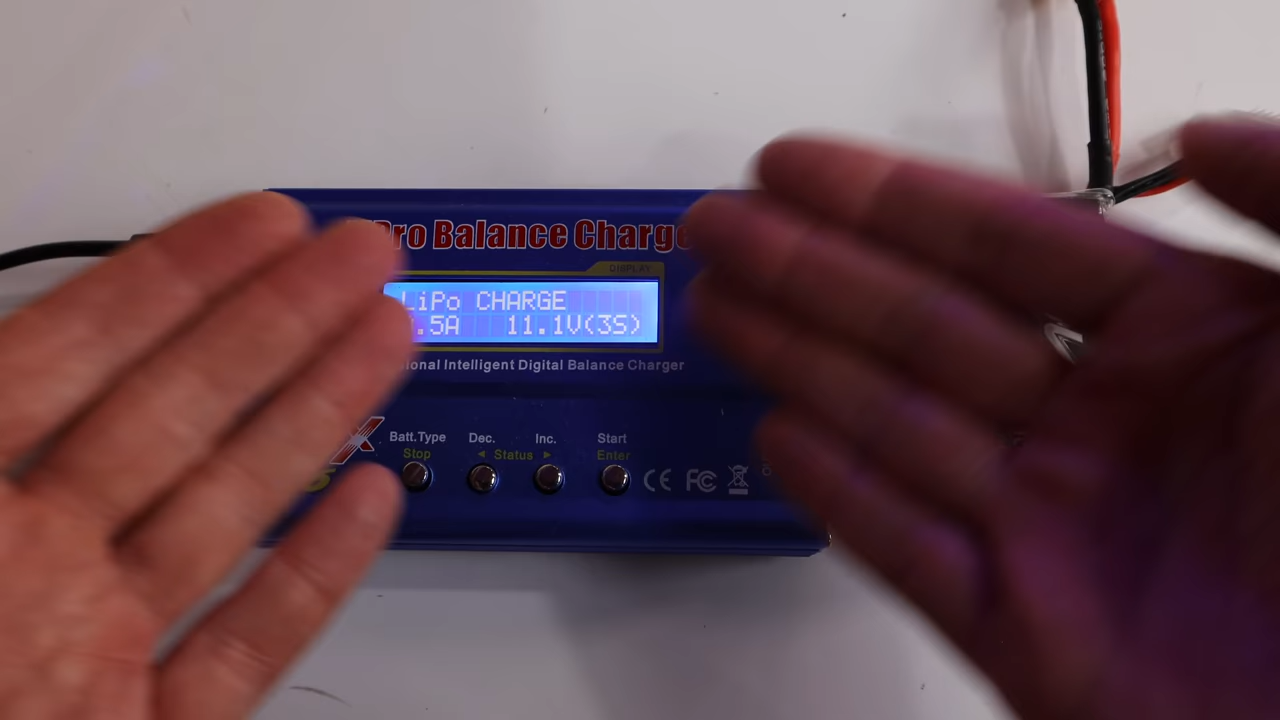 Pro Balance Charge
DISPLAY
LiPo CHARGE
.5A 11.1V(3S)
Intelligent Digital Balance Charger
Batt.Type Dec. Inc. Start
Stop ◄ Status ► Enter
CE FC